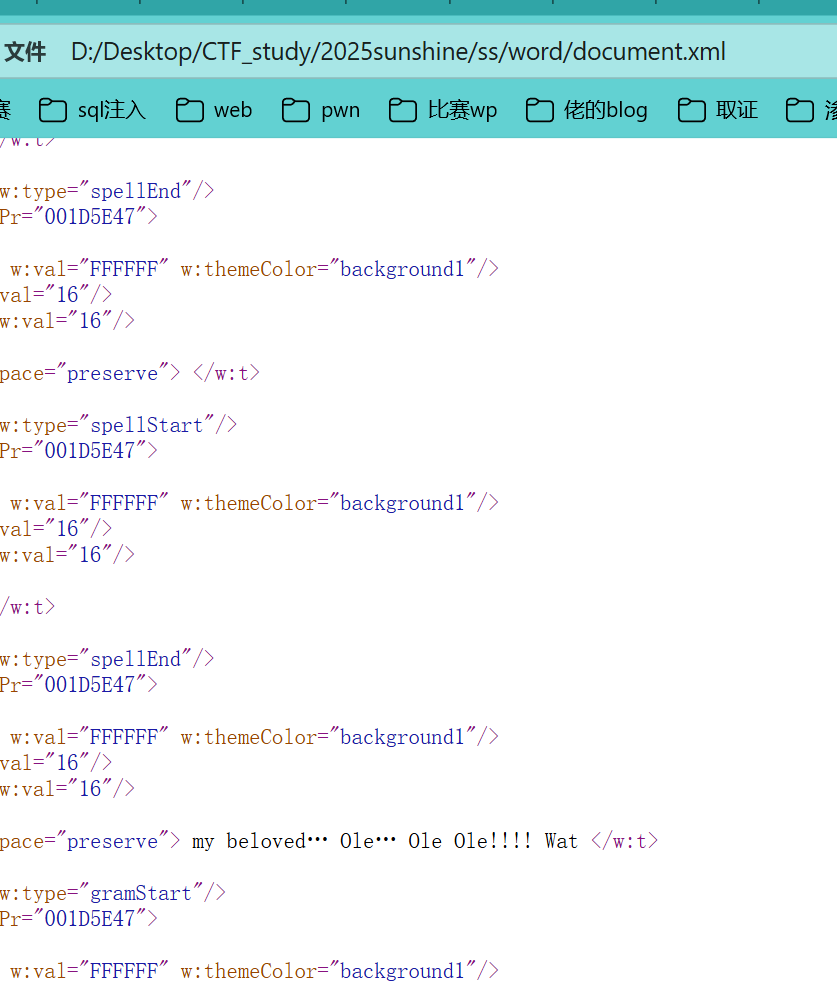 文件 D:/Desktop/CTF_study/2025sunshine/ss/word/document.xml
赛 sql注入 web pwn 比赛wp 佬的blog 取证
/w:t>
w:type="spellEnd"/>
Pr="001D5E47">
w:val="FFFFFF" w:themeColor="background1"/>
val="16"/>
w:val="16"/>
pace="preserve"> </w:t>
w:type="spellStart"/>
Pr="001D5E47">
w:val="FFFFFF" w:themeColor="background1"/>
val="16"/>
w:val="16"/>
/w:t>
w:type="spellEnd"/>
Pr="001D5E47">
w:val="FFFFFF" w:themeColor="background1"/>
val="16"/>
w:val="16"/>
pace="preserve"> my beloved… Ole… Ole Ole!!!! Wat </w:t>
w:type="gramStart"/>
Pr="001D5E47">
w:val="FFFFFF" w:themeColor="background1"/>